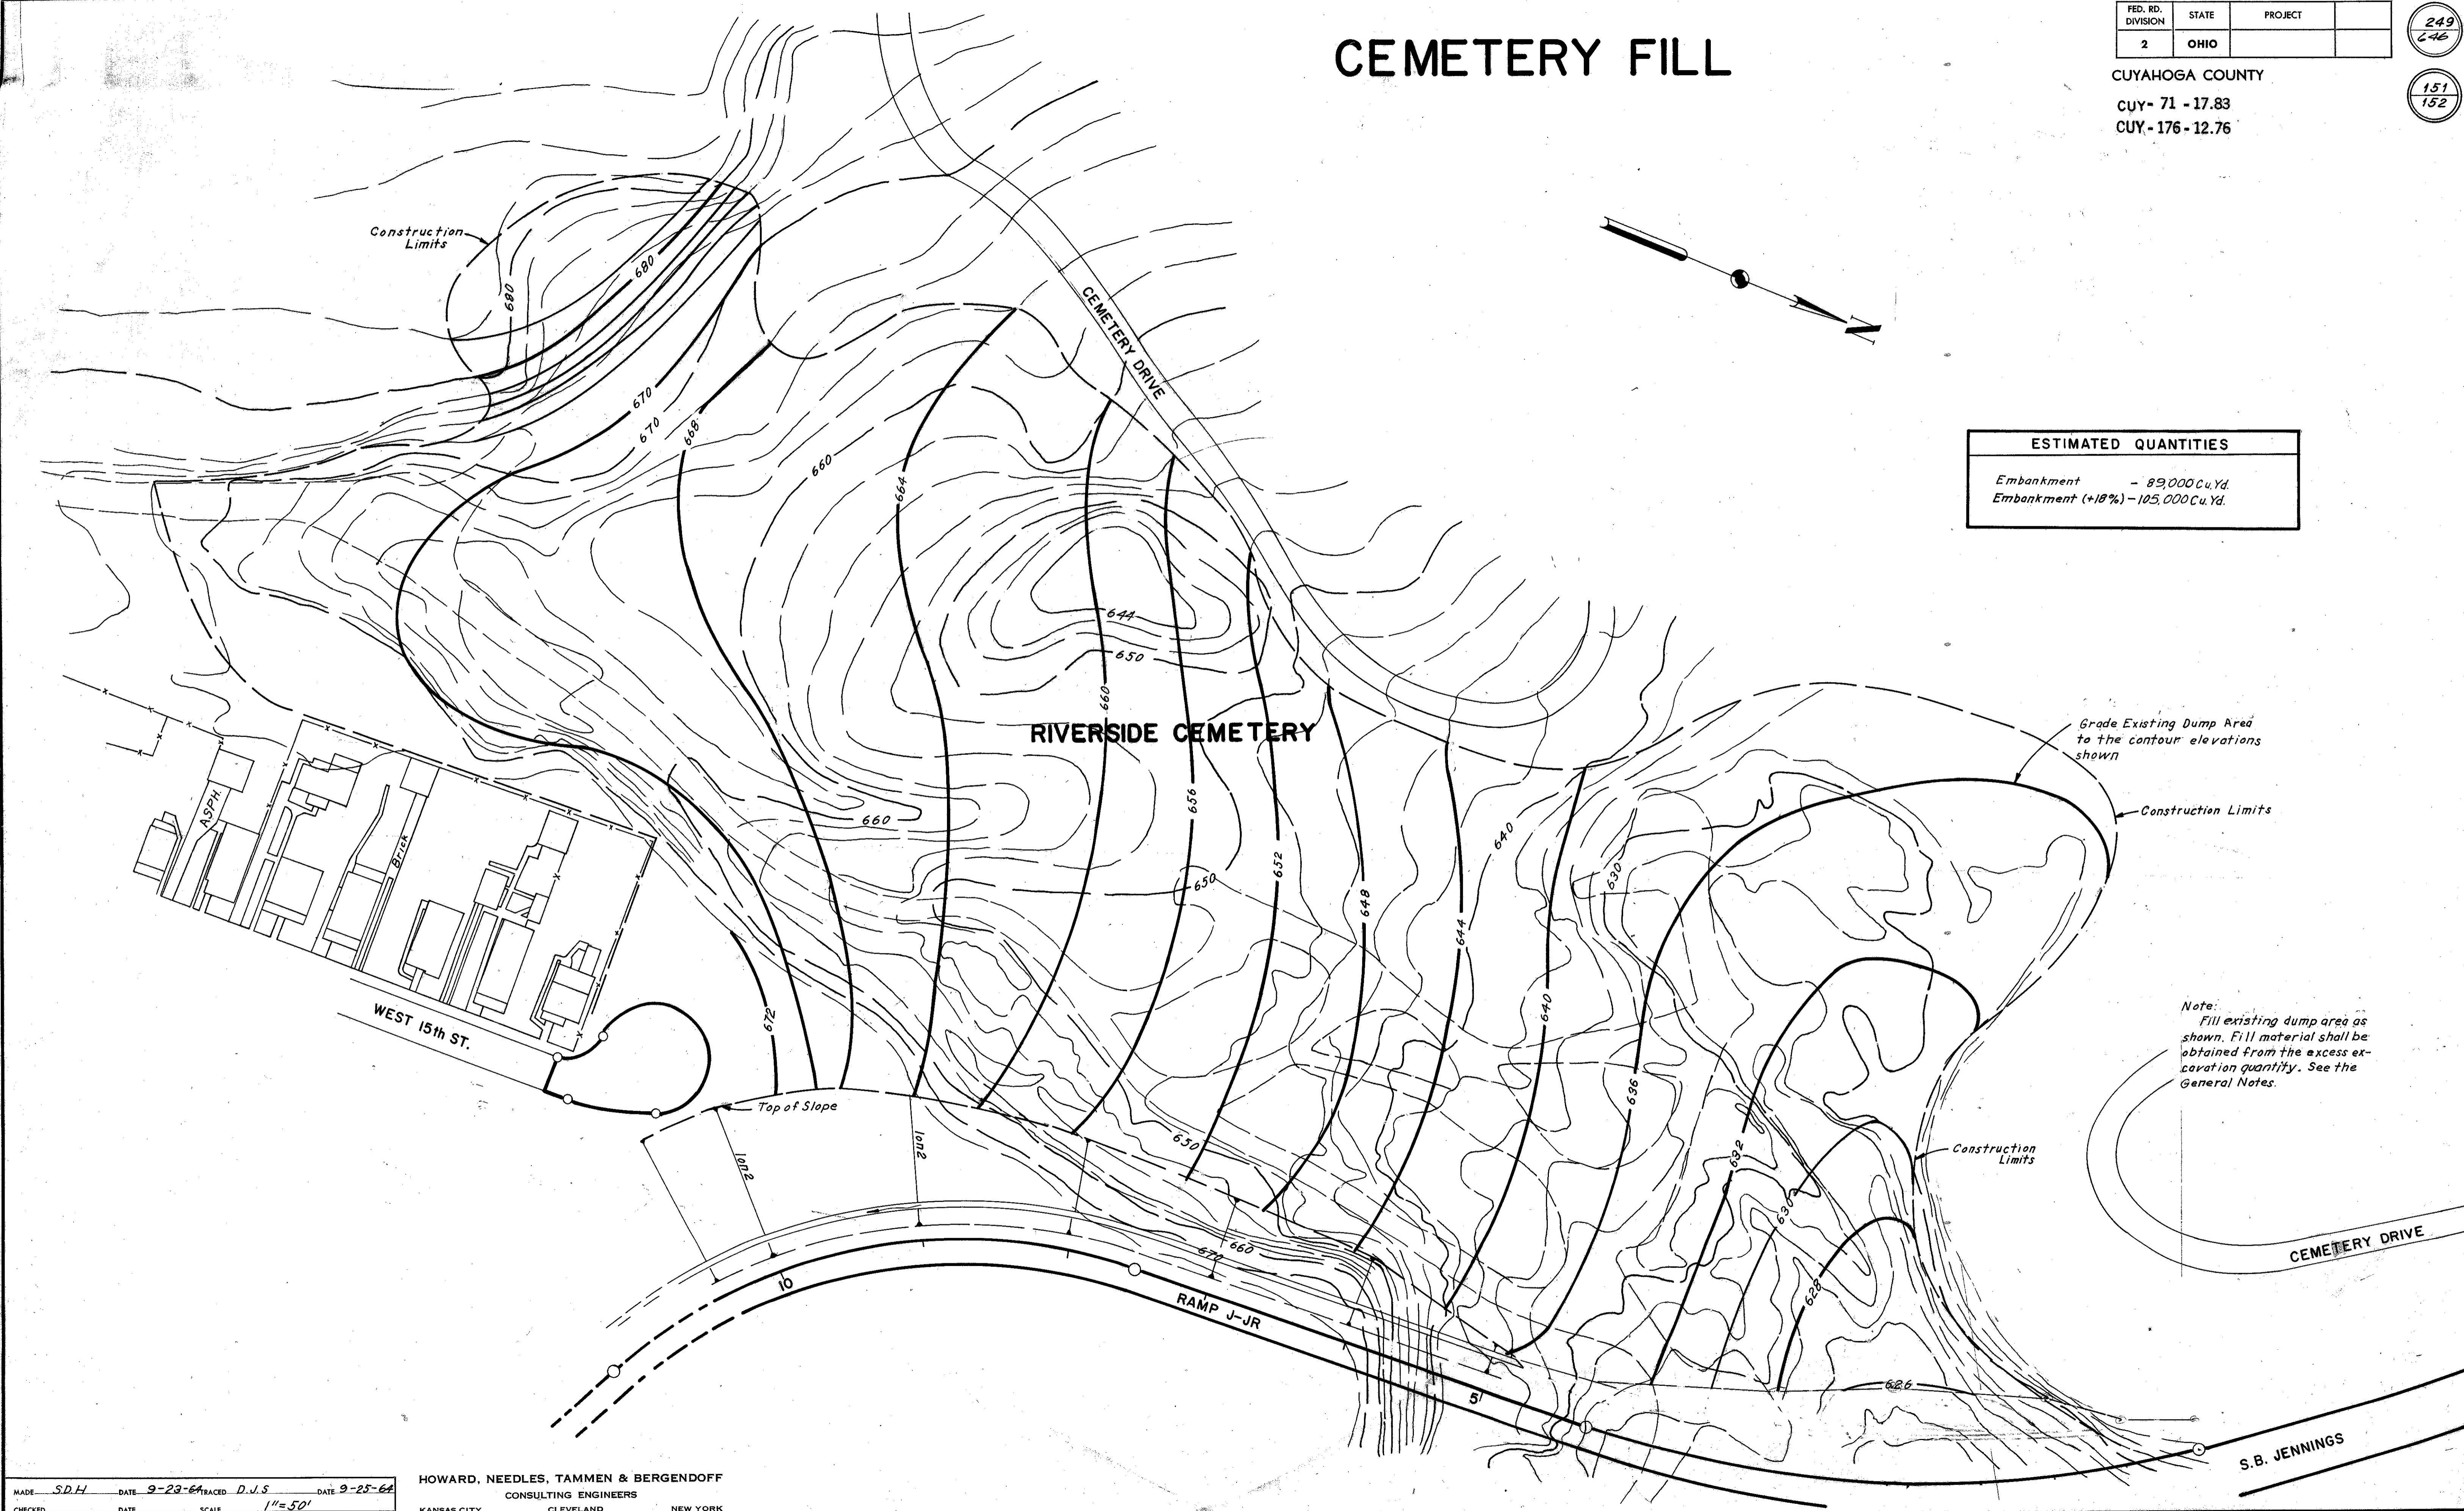 CEMETERY FILL
FED. RD. DIVISION STATE PROJECT
2 OHIO
249
646
CUYAHOGA COUNTY
CUY- 71 - 17.83
CUY - 176 - 12.76
151
152
Construction
Limits
680
680
CEMETERY DRIVE
670
670
668
660
664
ESTIMATED QUANTITIES
Embankment - 89,000 Cu. Yd.
Embankment (+18%) - 105,000 Cu. Yd.
644
650
660
RIVERSIDE CEMETERY
Grade Existing Dump Area
to the contour elevations
shown
Construction Limits
ASPH.
Brick
660
656
650
652
648
644
640
630
640
636
632
630
628
626
672
WEST 15th ST.
Top of Slope
1on2
1on2
650
660
670
Note:
Fill existing dump area as
shown. Fill material shall be
obtained from the excess ex-
cavation quantity. See the
General Notes.
Construction
Limits
CEMETERY DRIVE
10
RAMP J-JR
5
S.B. JENNINGS
N
MADE S.D.H DATE 9-23-64 TRACED D.J.S DATE 9-25-64
CHECKED DATE SCALE 1"=50'
HOWARD, NEEDLES, TAMMEN & BERGENDOFF
CONSULTING ENGINEERS
KANSAS CITY CLEVELAND NEW YORK